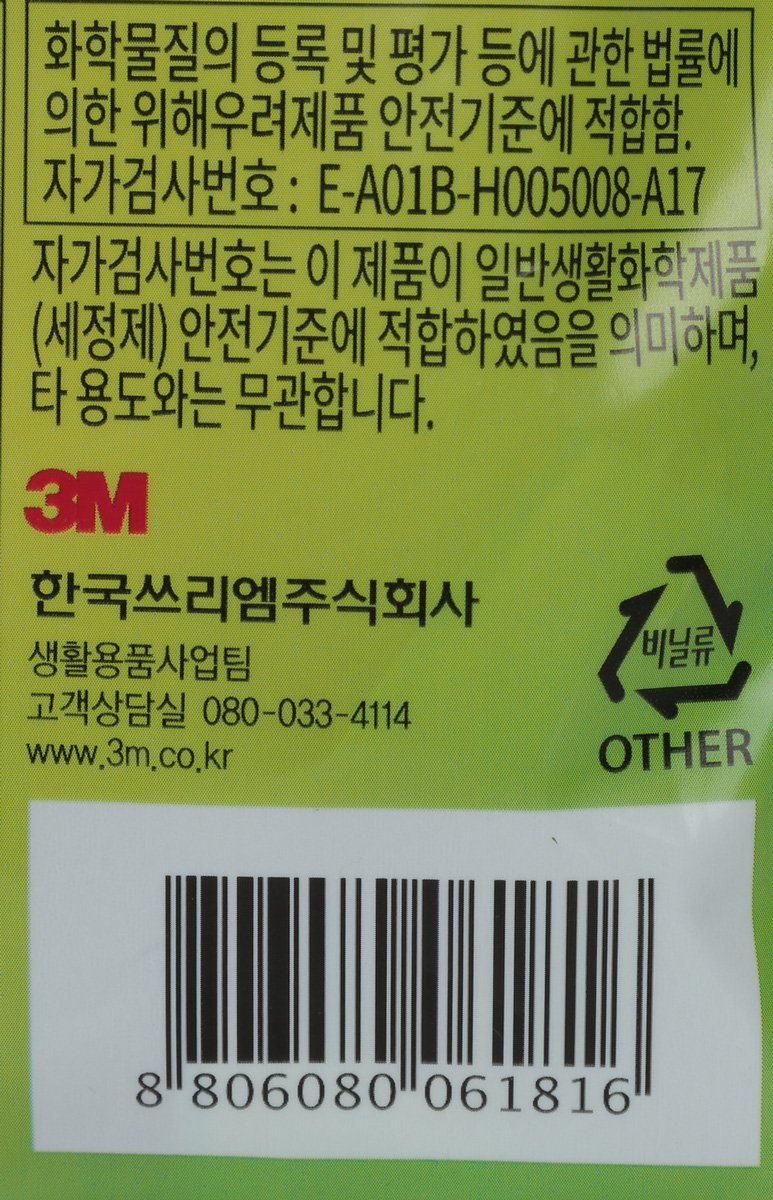 화학물질의 등록 및 평가 등에 관한 법률에
의한 위해우려제품 안전기준에 적합함.
자가검사번호 : E-A01B-H005008-A17
자가검사번호는 이 제품이 일반생활화학제품
(세정제) 안전기준에 적합하였음을 의미하며,
타 용도와는 무관합니다.
3M
한국쓰리엠주식회사
생활용품사업팀
고객상담실 080-033-4114
www.3m.co.kr
비닐류
OTHER
8 806080 061816